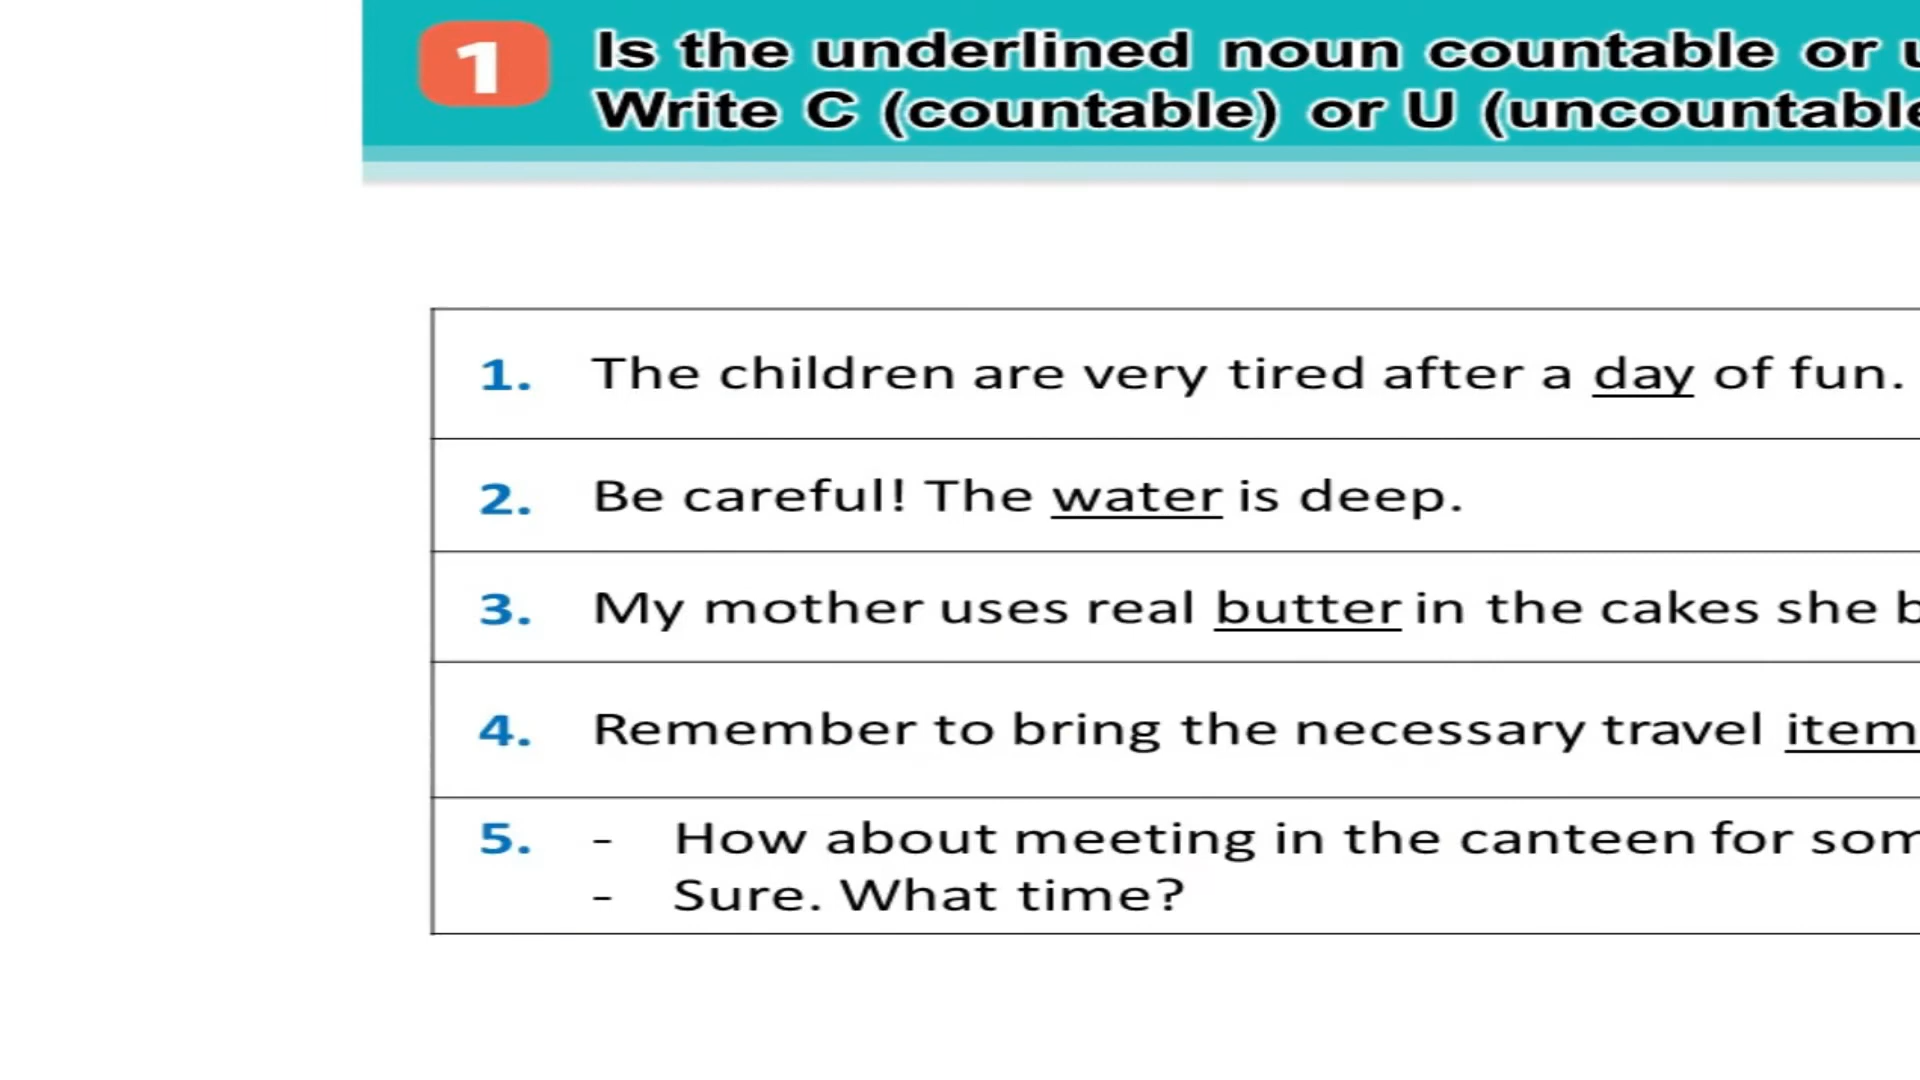 1
Is the underlined noun countable or
Write C (countable) or U (uncountable
1. The children are very tired after a day of fun.
2. Be careful! The water is deep.
3. My mother uses real butter in the cakes she
4. Remember to bring the necessary travel item
5. - How about meeting in the canteen for
- Sure. What time?